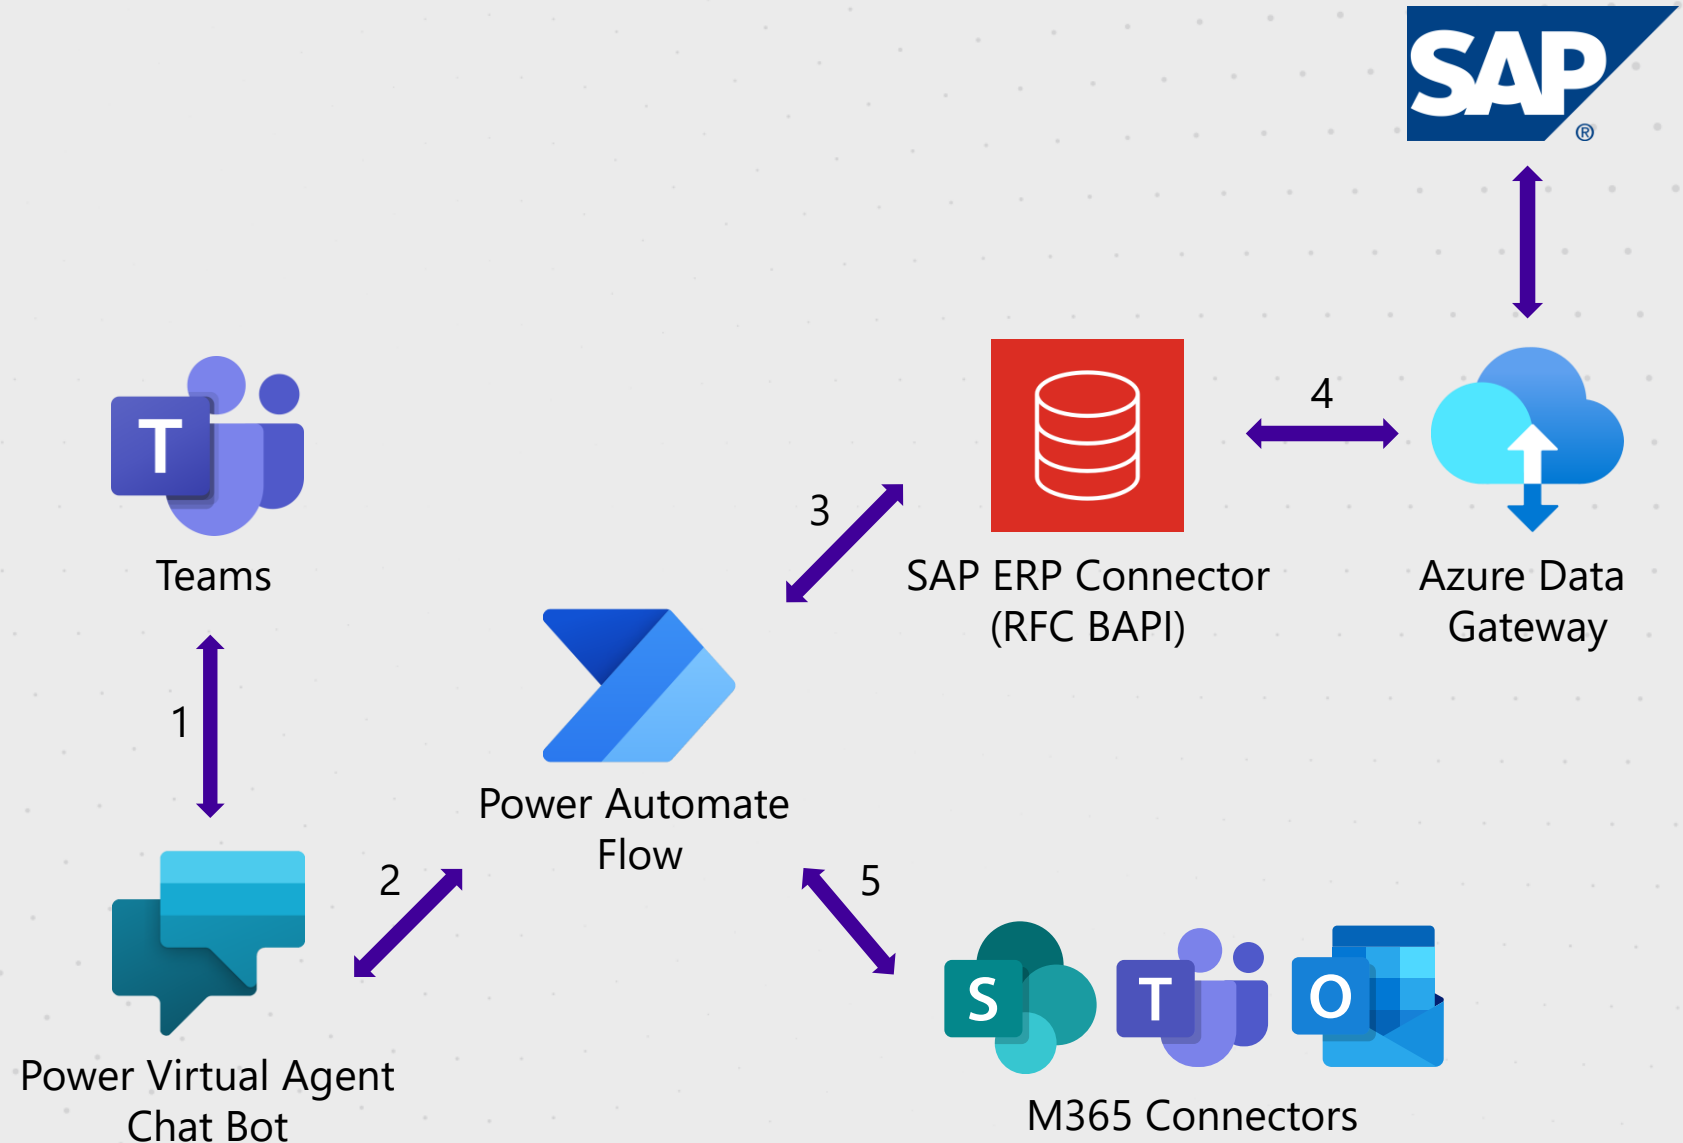 SAP
®
T
Teams
1
Power Virtual Agent
Chat Bot
2
Power Automate
Flow
3
SAP ERP Connector
(RFC BAPI)
4
Azure Data
Gateway
5
S
T
O
M365 Connectors